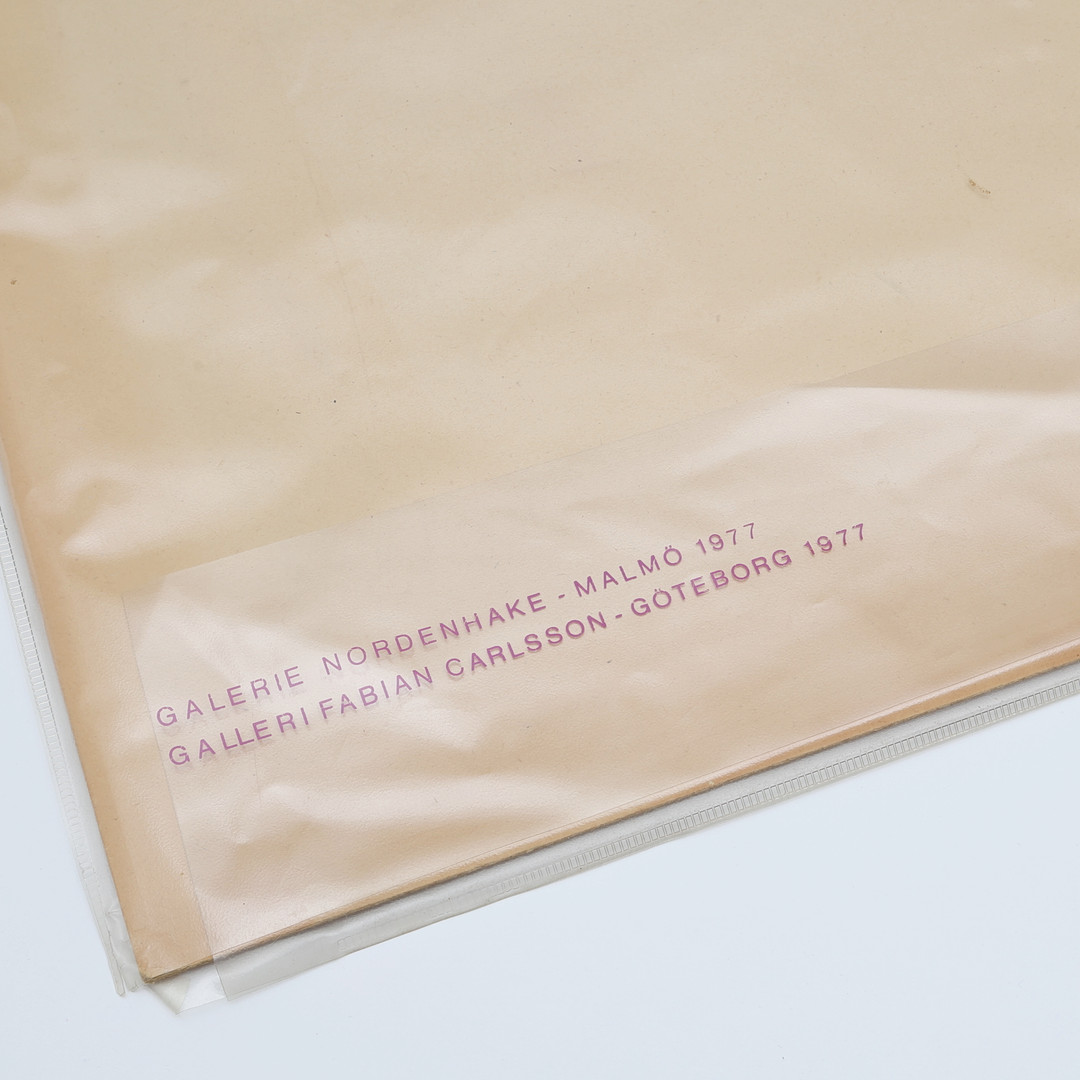 GALERIE NORDENHAKE - MALMÖ 1977
GALLERI FABIAN CARLSSON - GÖTEBORG 1977